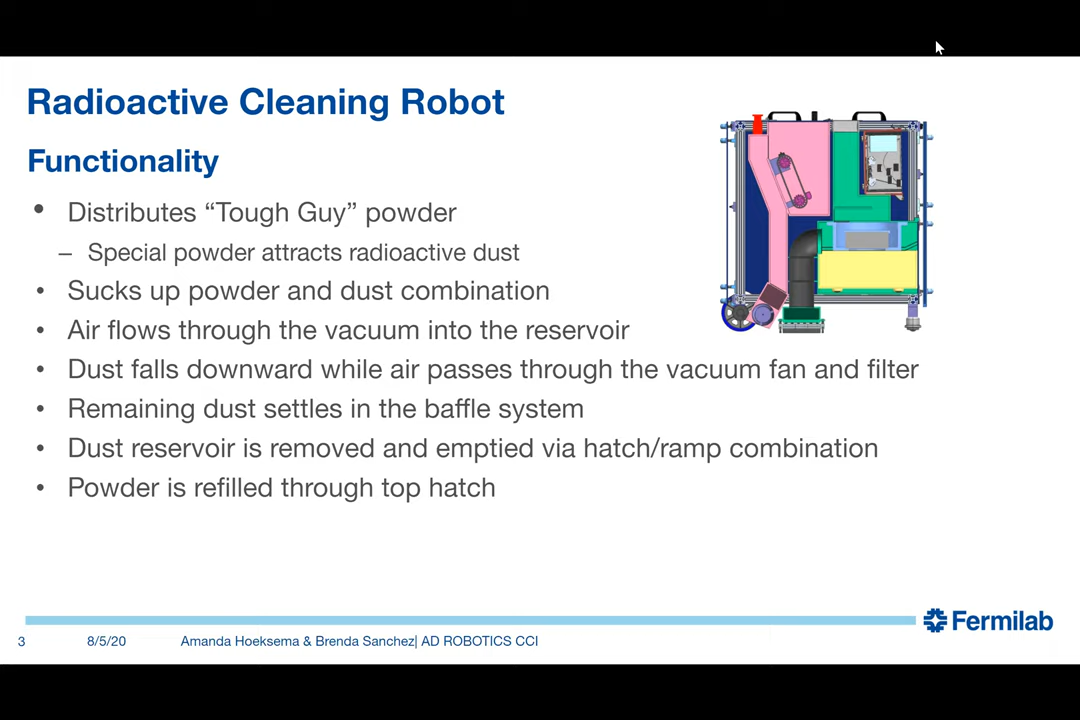 Radioactive Cleaning Robot
Functionality
• Distributes “Tough Guy” powder
– Special powder attracts radioactive dust
• Sucks up powder and dust combination
• Air flows through the vacuum into the reservoir
• Dust falls downward while air passes through the vacuum fan and filter
• Remaining dust settles in the baffle system
• Dust reservoir is removed and emptied via hatch/ramp combination
• Powder is refilled through top hatch
Fermilab
3 8/5/20 Amanda Hoeksema & Brenda Sanchez| AD ROBOTICS CCI